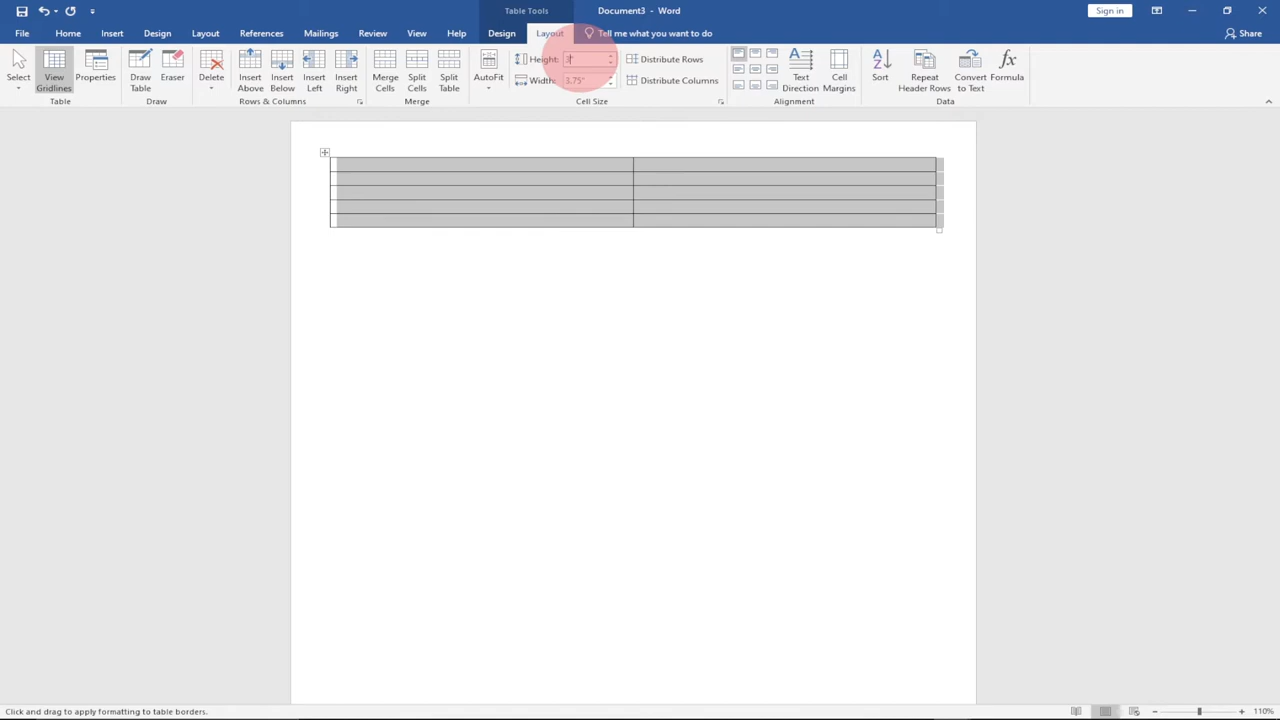 Table Tools
Document3 - Word
Sign in
File
Home
Insert
Design
Layout
References
Mailings
Review
View
Help
Design
Layout
Tell me what you want to do
Share
Select
View Gridlines
Properties
Draw Table
Eraser
Delete
Insert Above
Insert Below
Insert Left
Insert Right
Merge Cells
Split Cells
Split Table
AutoFit
Height: 3
Width: 3.75"
Distribute Rows
Distribute Columns
Text Direction
Cell Margins
Sort
Repeat Header Rows
Convert to Text
Formula
Table
Draw
Rows & Columns
Merge
Cell Size
Alignment
Data
Click and drag to apply formatting to table borders.
110%